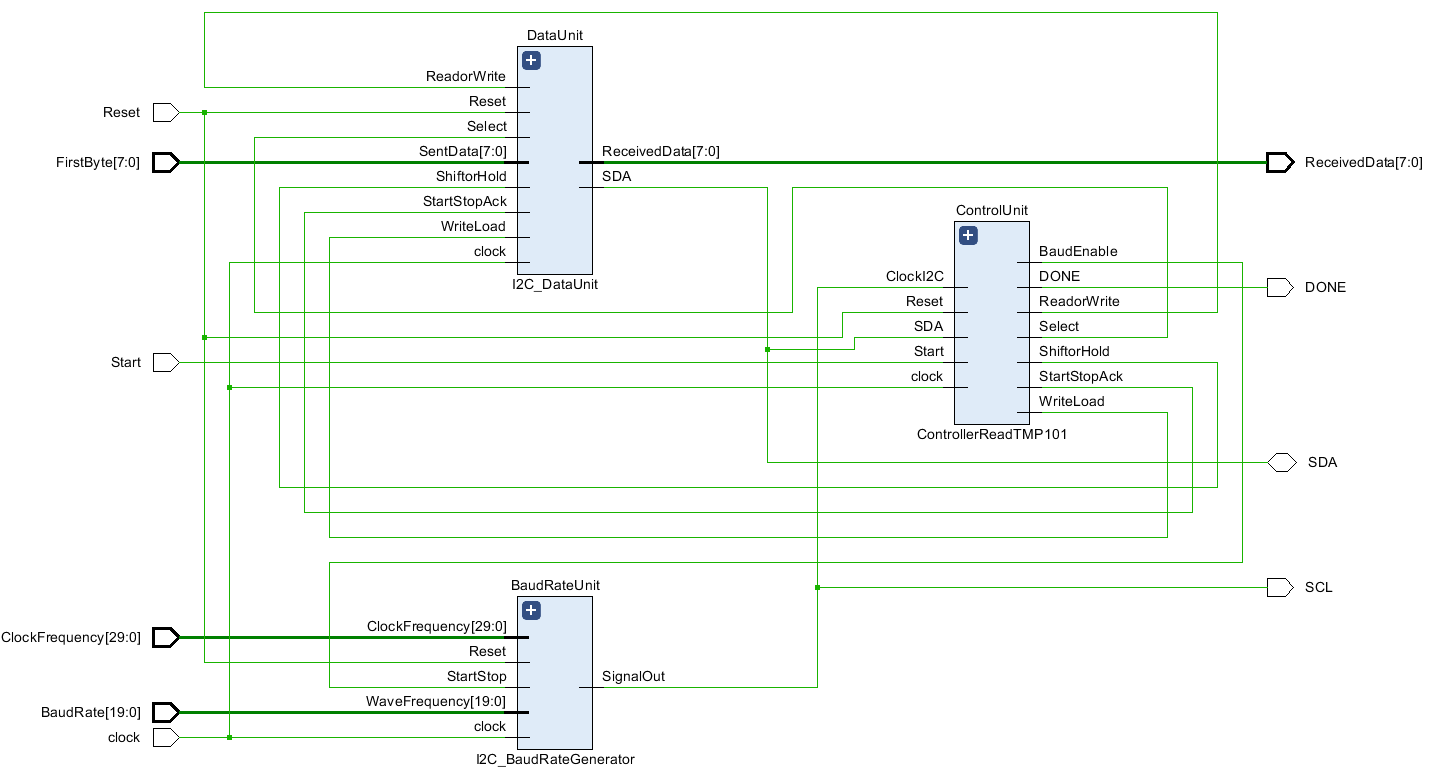 DataUnit
ReadorWrite
Reset
Reset
Select
FirstByte[7:0]
SentData[7:0]
ReceivedData[7:0]
ReceivedData[7:0]
ShiftorHold
SDA
StartStopAck
WriteLoad
clock
I2C_DataUnit
ControlUnit
BaudEnable
ClockI2C
DONE
DONE
Reset
ReadorWrite
SDA
Select
Start
Start
ShiftorHold
clock
StartStopAck
WriteLoad
ControllerReadTMP101
SDA
BaudRateUnit
SCL
ClockFrequency[29:0]
ClockFrequency[29:0]
Reset
StartStop
SignalOut
BaudRate[19:0]
WaveFrequency[19:0]
clock
clock
I2C_BaudRateGenerator